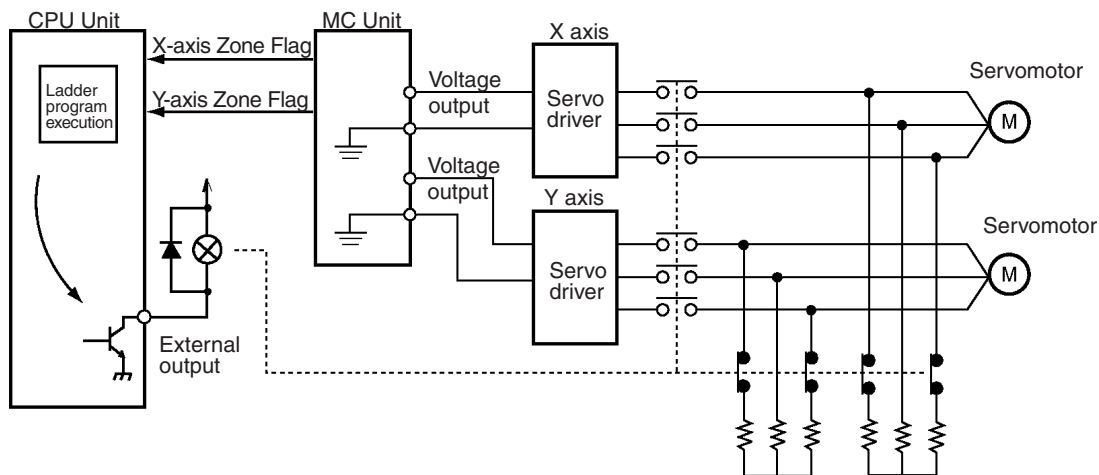 CPU Unit
MC Unit
X axis
X-axis Zone Flag
Y-axis Zone Flag
Ladder
program
execution
Voltage
output
Servo
driver
Servomotor
M
Voltage
output
Y axis
Servo
driver
Servomotor
M
External
output